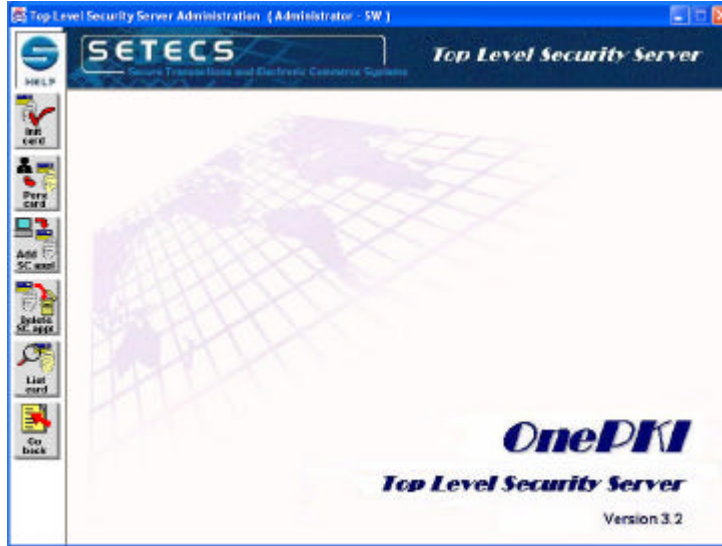 Top Level Security Server Administration ( Administrator - SW )
SETECS
Secure Transactions and Electronic Commerce Systems
Top Level Security Server
HELP
Init
card
Pers
card
Add
SC appl
Delete
SC appl
List
card
Go
back
OnePKI
Top Level Security Server
Version 3.2